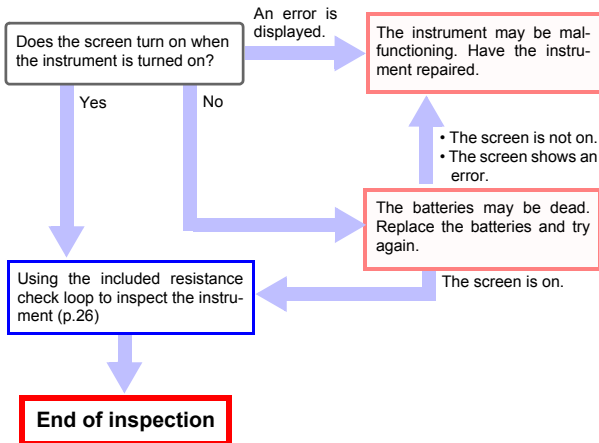 An error is
displayed.
Does the screen turn on when
the instrument is turned on?
The instrument may be mal-
functioning. Have the instru-
ment repaired.
Yes
No
• The screen is not on.
• The screen shows an
error.
The batteries may be dead.
Replace the batteries and try
again.
Using the included resistance
check loop to inspect the instru-
ment (p.26)
The screen is on.
End of inspection